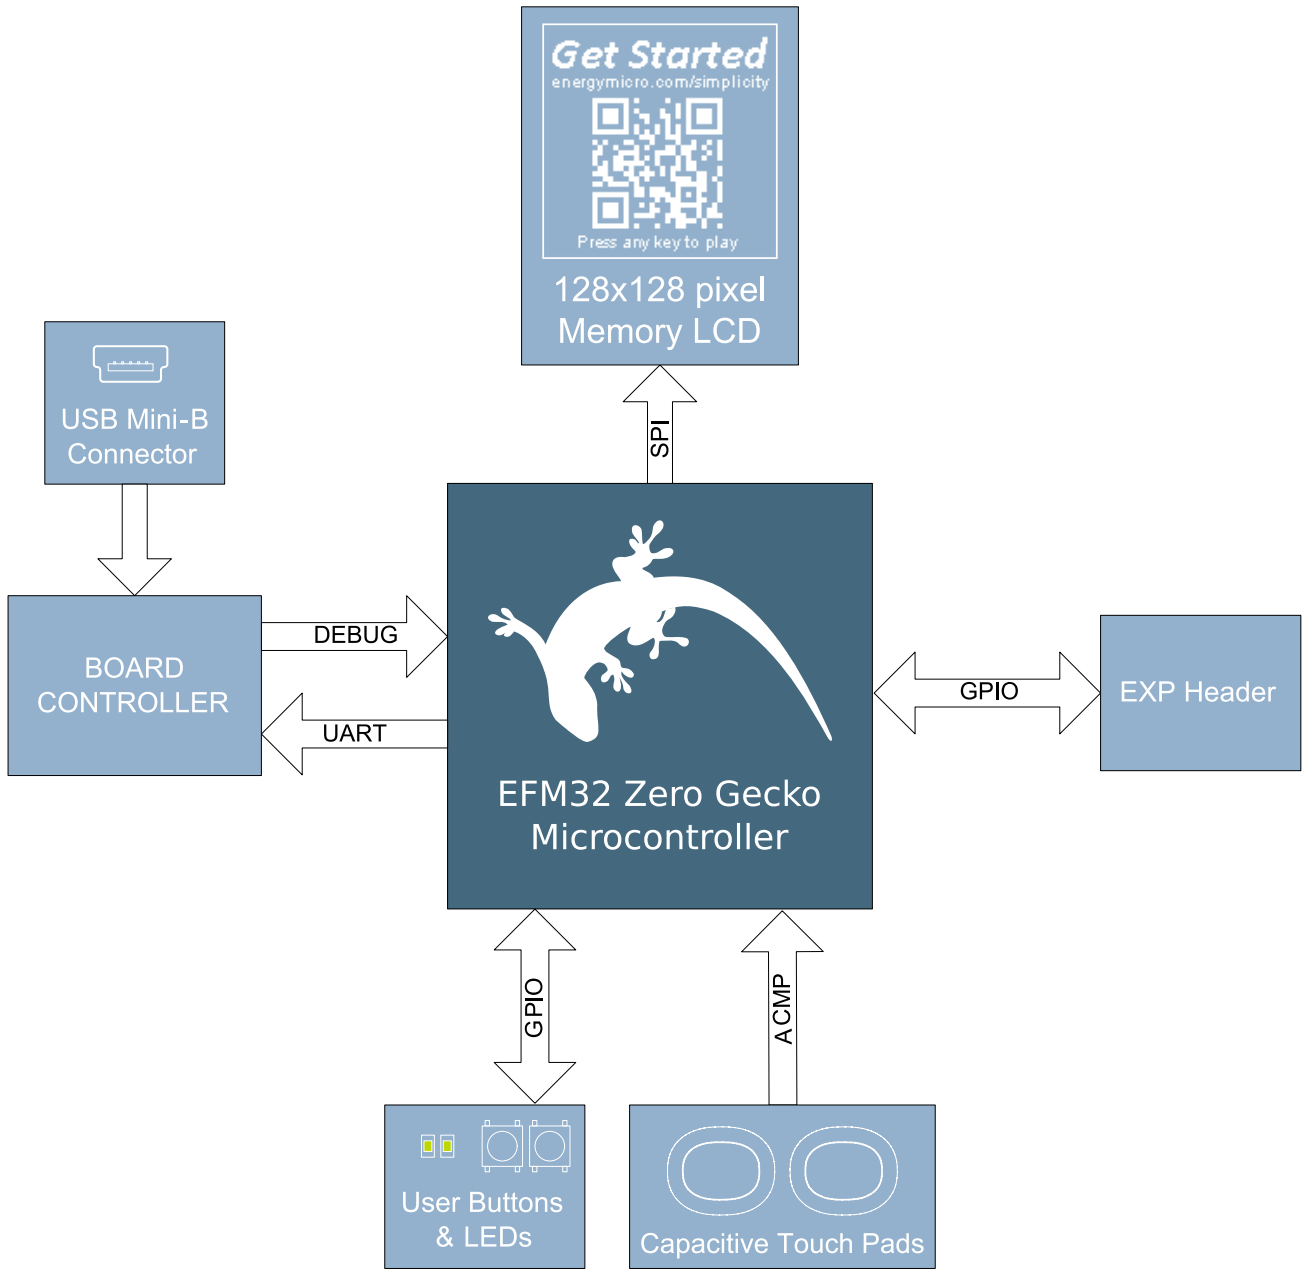 Get Started
energymicro.com/simplicity
Press any key to play
128x128 pixel
Memory LCD
USB Mini-B
Connector
SPI
BOARD
CONTROLLER
DEBUG
UART
EFM32 Zero Gecko
Microcontroller
GPIO
EXP Header
GPIO
ACMP
User Buttons
& LEDs
Capacitive Touch Pads